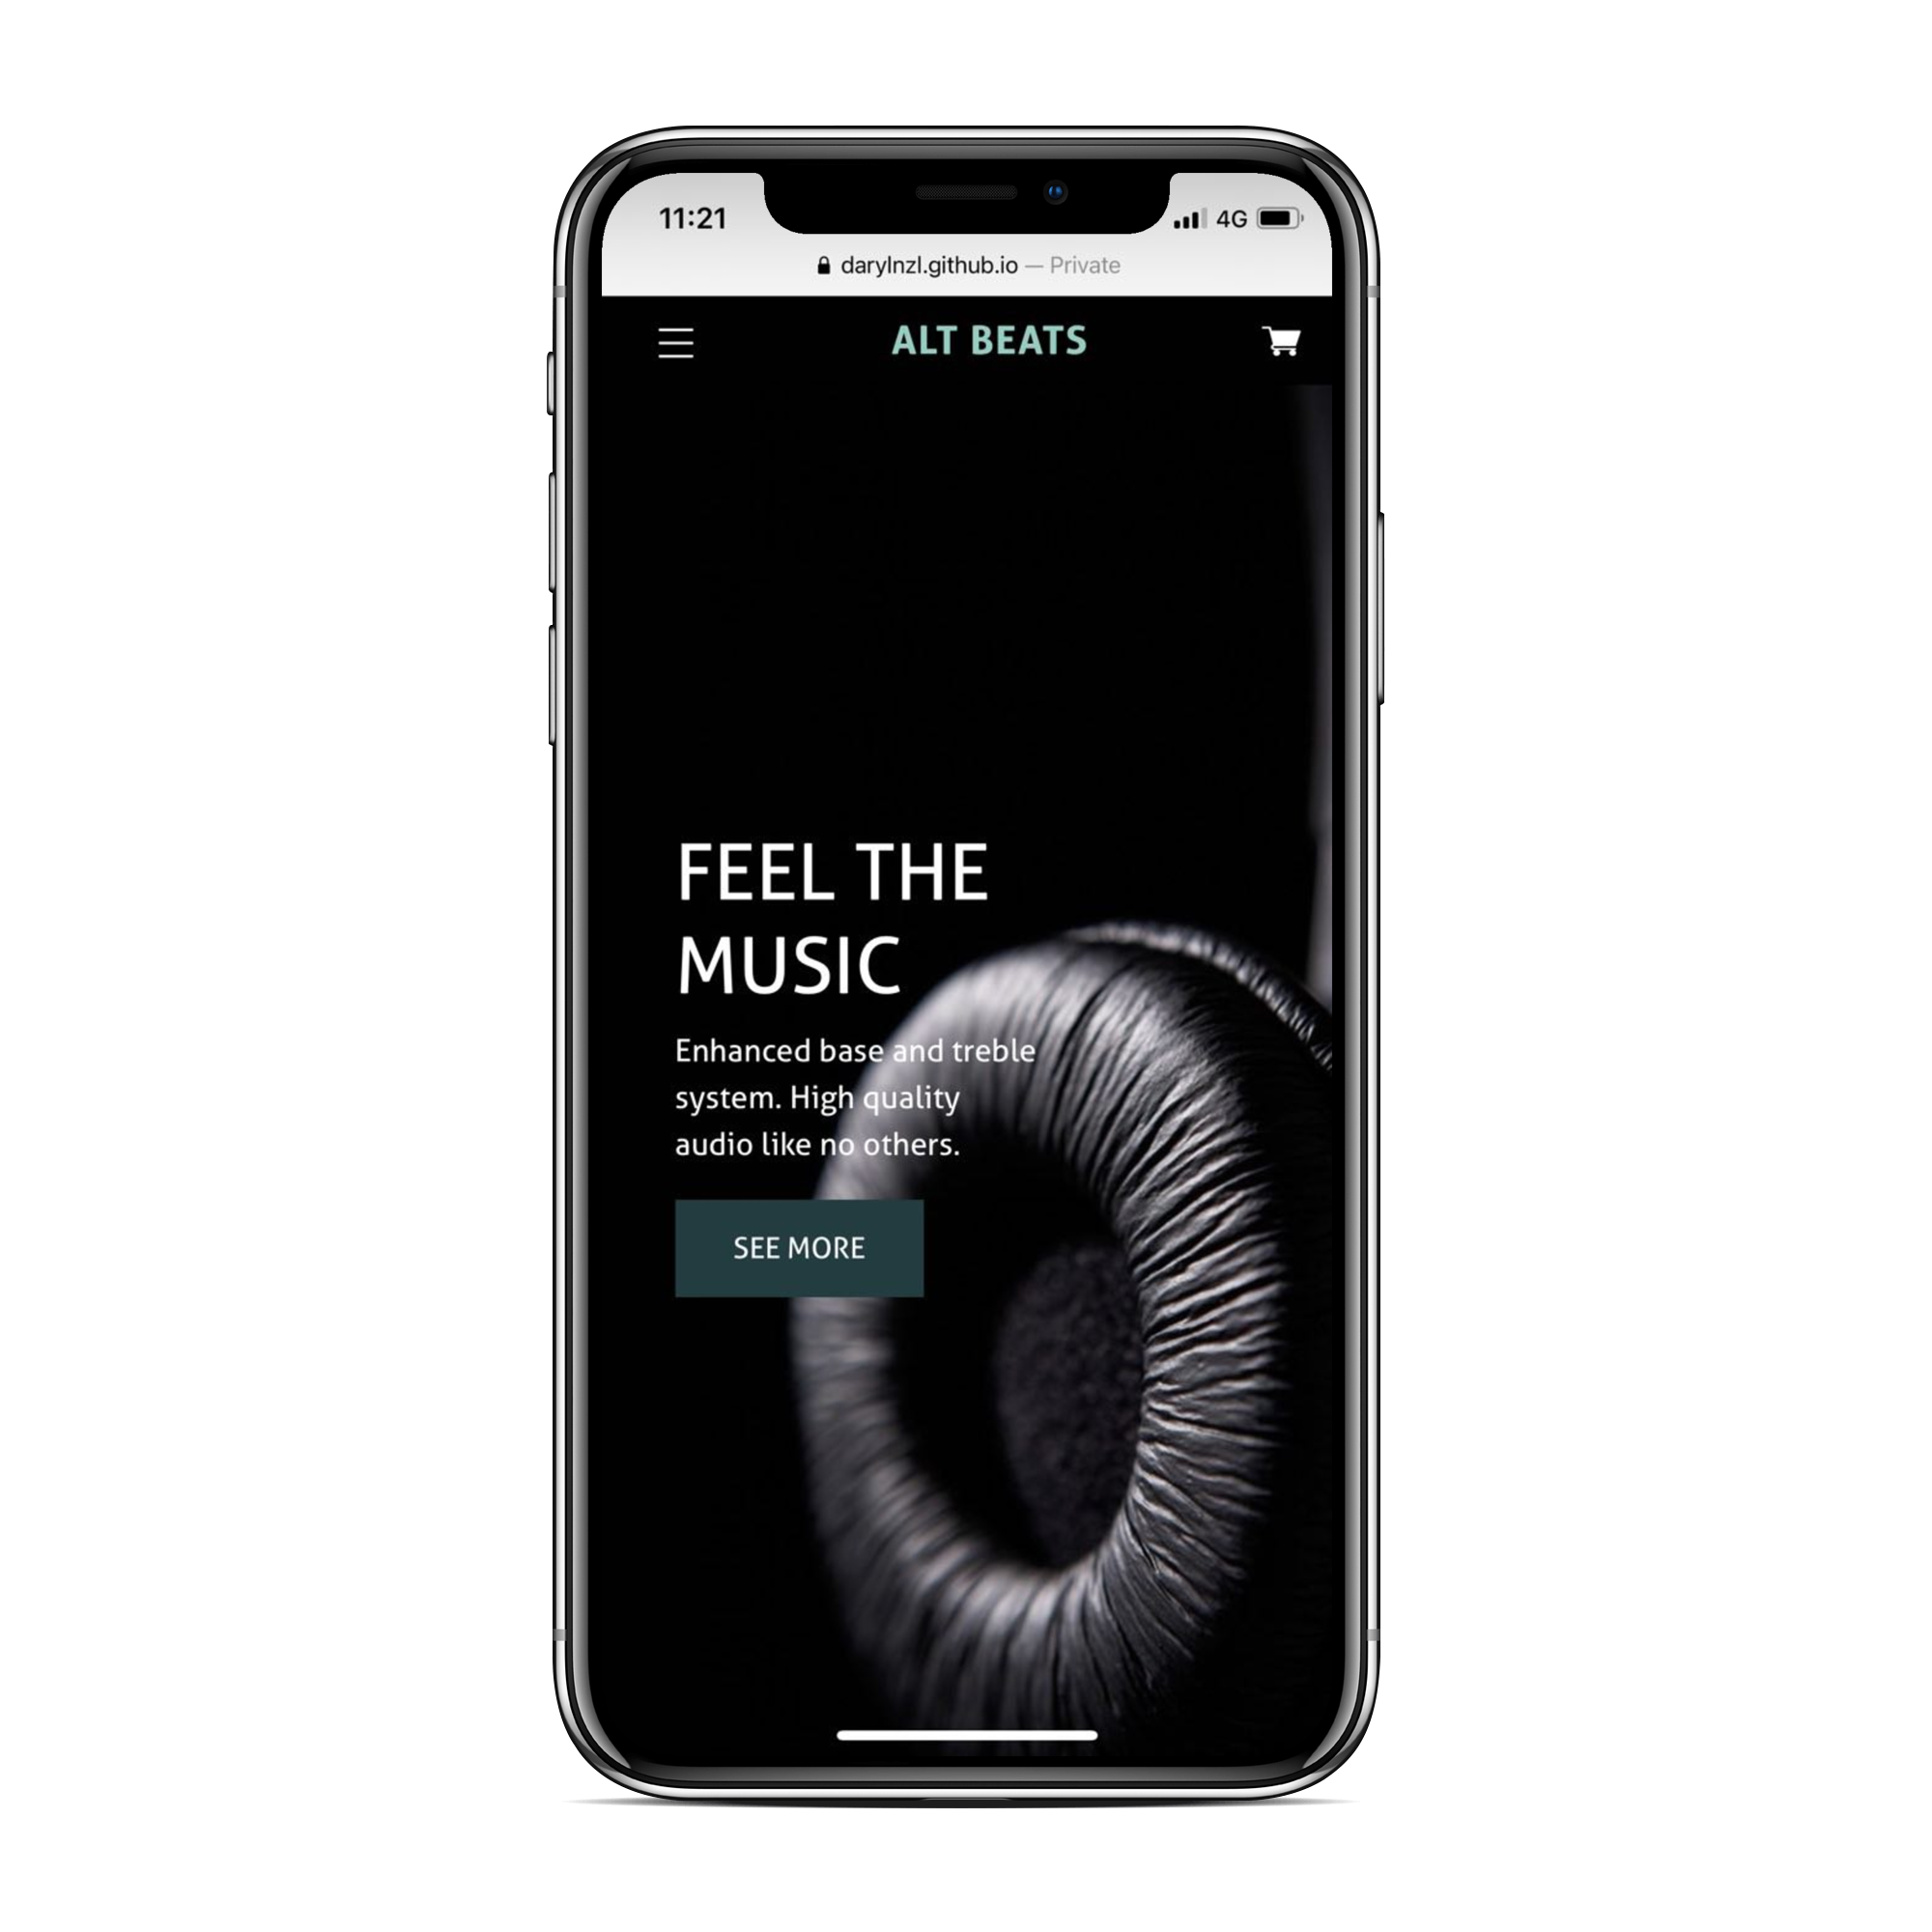 11:21 4G
darylnzl.github.io — Private
ALT BEATS
FEEL THE
MUSIC
Enhanced base and treble
system. High quality
audio like no others.
SEE MORE